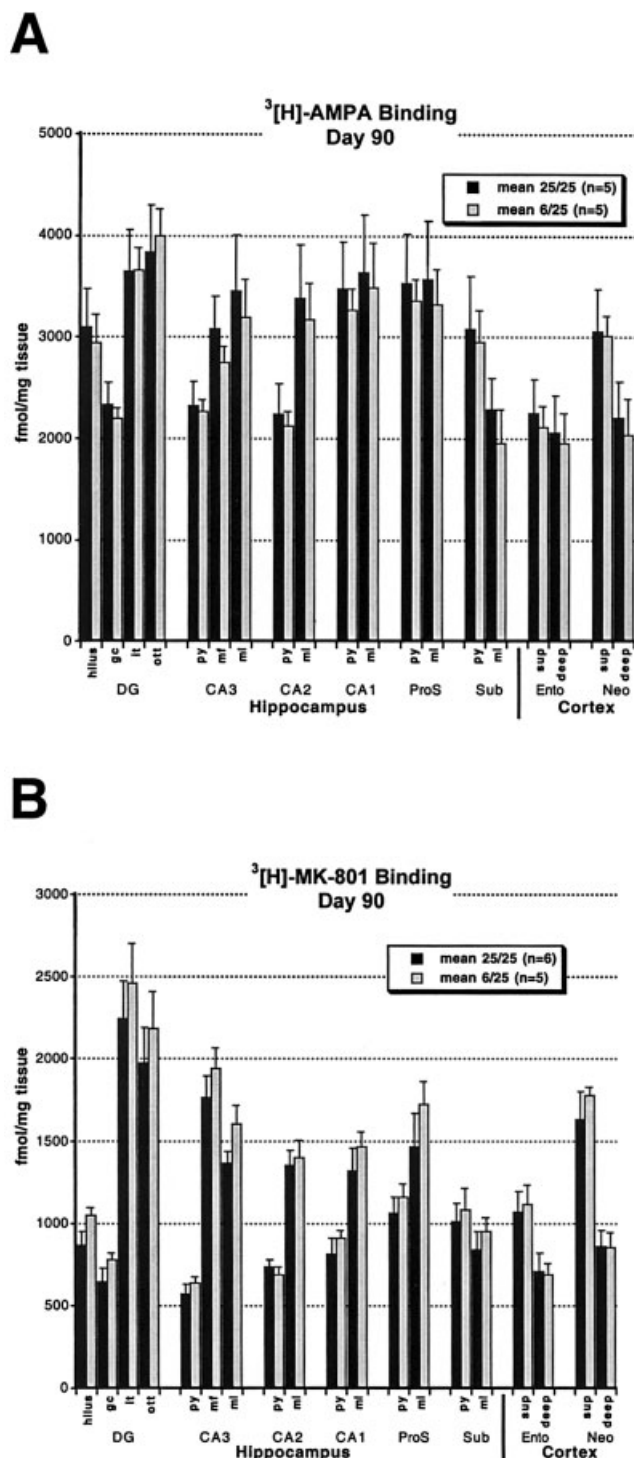 A
³[H]-AMPA Binding
Day 90
5000
4000
3000
2000
1000
0
fmol/mg tissue
mean 25/25 (n=5)
mean 6/25 (n=5)
hilus gc it ott py mf ml py ml py ml py ml py ml sup deep sup deep
DG CA3 CA2 CA1 ProS Sub Ento Neo
Hippocampus Cortex
B
³[H]-MK-801 Binding
Day 90
3000
2500
2000
1500
1000
500
0
fmol/mg tissue
mean 25/25 (n=6)
mean 6/25 (n=5)
hilus gc it ott py mf ml py ml py ml py ml py ml sup deep sup deep
DG CA3 CA2 CA1 ProS Sub Ento Neo
Hippocampus Cortex